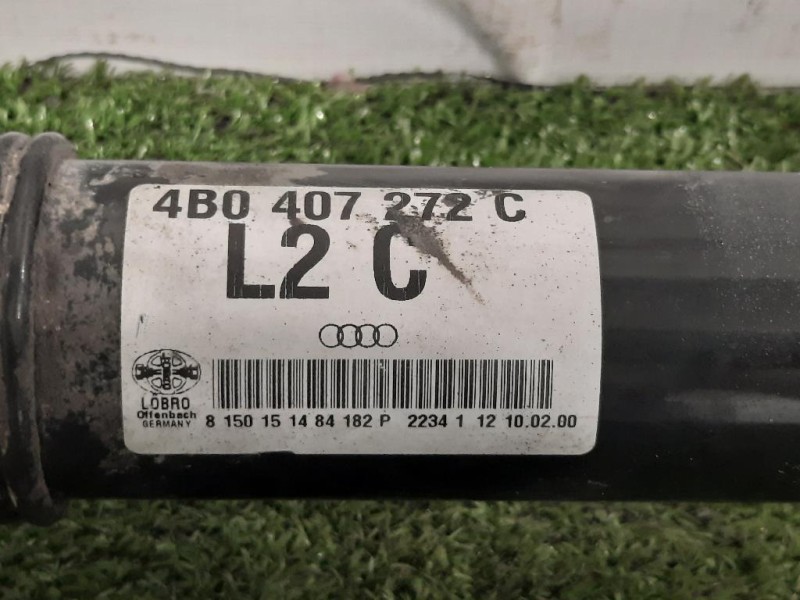 4B0 407 272 C
L2 C
LÖBRO
Offenbach
GERMANY
8 150 15 14 84 182 P 2234 1 12 10.02.00